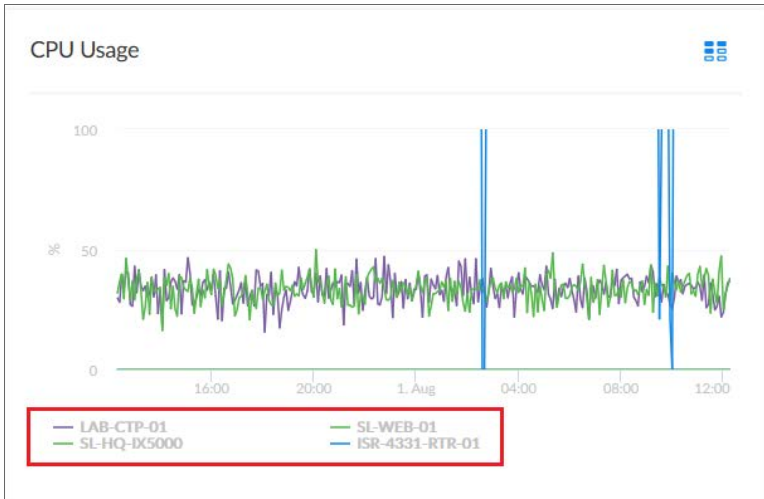 CPU Usage
100
%
50
0
16:00 20:00 1. Aug 04:00 08:00 12:00
LAB-CTP-01 SL-WEB-01
SL-HQ-IX5000 ISR-4331-RTR-01